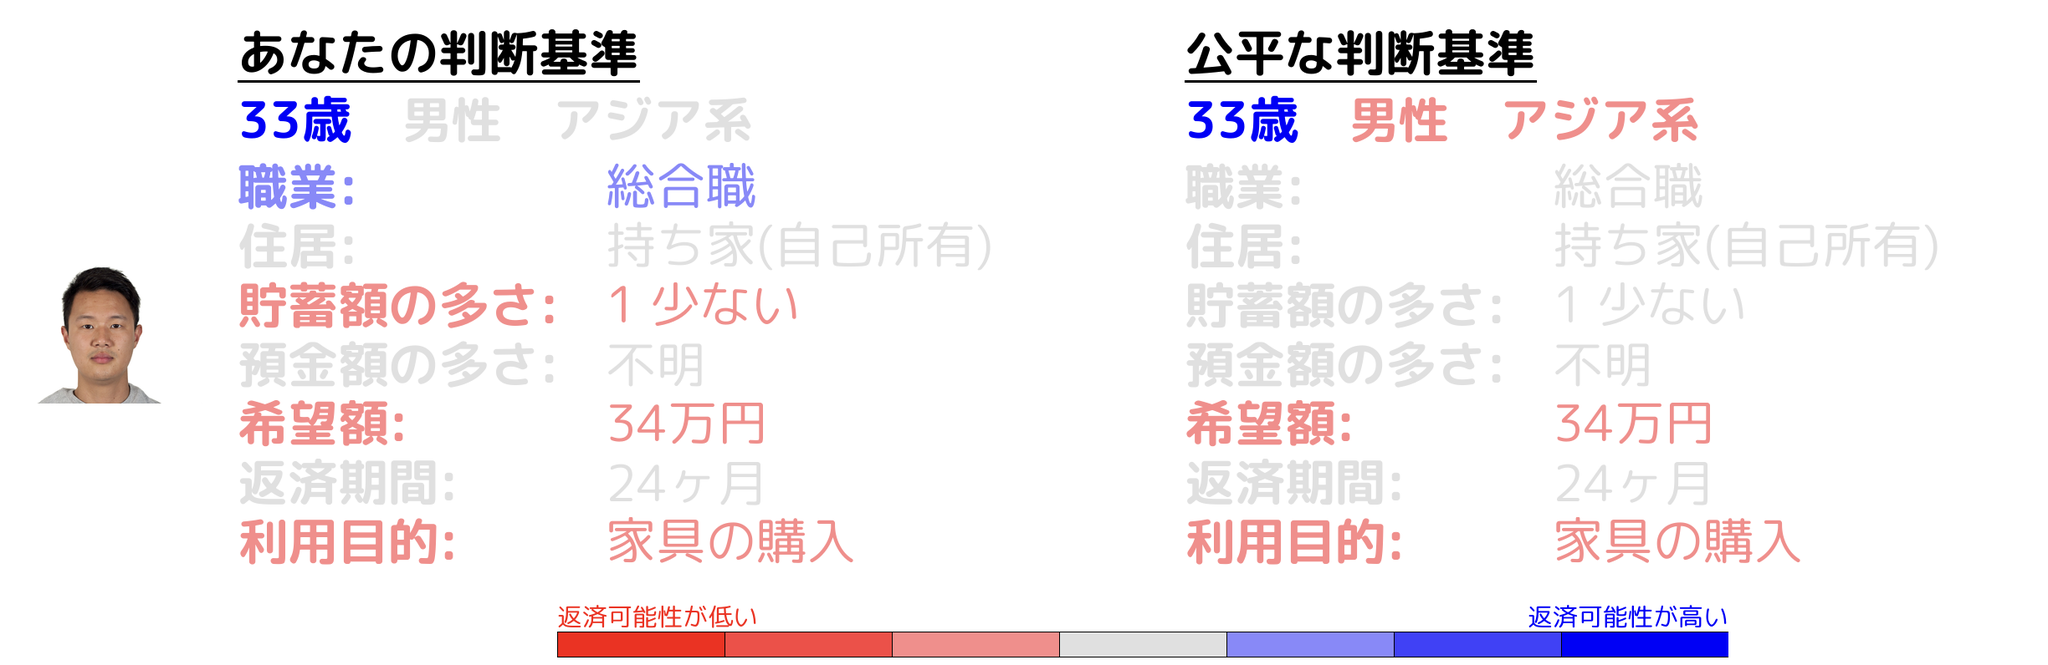 あなたの判断基準
33歳 男性 アジア系
職業: 総合職
住居: 持ち家(自己所有)
貯蓄額の多さ: 1 少ない
預金額の多さ: 不明
希望額: 34万円
返済期間: 24ヶ月
利用目的: 家具の購入
公平な判断基準
33歳 男性 アジア系
職業: 総合職
住居: 持ち家(自己所有)
貯蓄額の多さ: 1 少ない
預金額の多さ: 不明
希望額: 34万円
返済期間: 24ヶ月
利用目的: 家具の購入
返済可能性が低い
返済可能性が高い